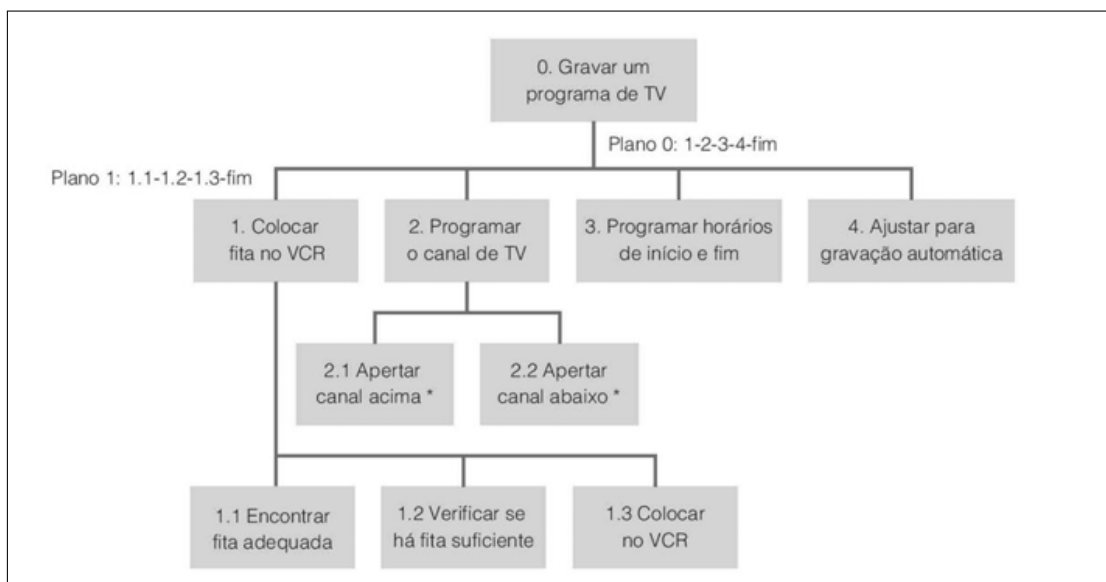 0. Gravar um
programa de TV
Plano 0: 1-2-3-4-fim
Plano 1: 1.1-1.2-1.3-fim
1. Colocar
fita no VCR
2. Programar
o canal de TV
3. Programar horários
de início e fim
4. Ajustar para
gravação automática
2.1 Apertar
canal acima *
2.2 Apertar
canal abaixo *
1.1 Encontrar
fita adequada
1.2 Verificar se
há fita suficiente
1.3 Colocar
no VCR